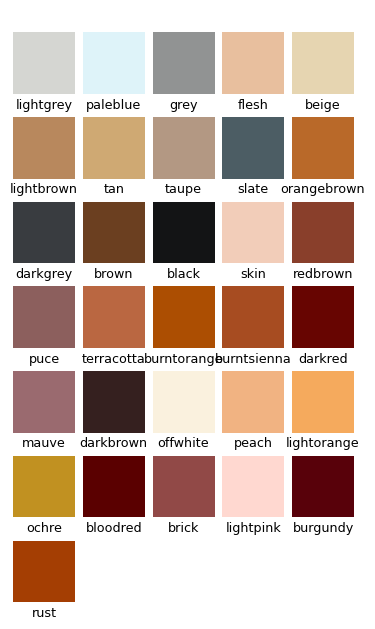 lightgrey paleblue grey flesh beige
lightbrown tan taupe slate orangebrown
darkgrey brown black skin redbrown
puce terracotta burntorange burntsienna darkred
mauve darkbrown offwhite peach lightorange
ochre bloodred brick lightpink burgundy
rust